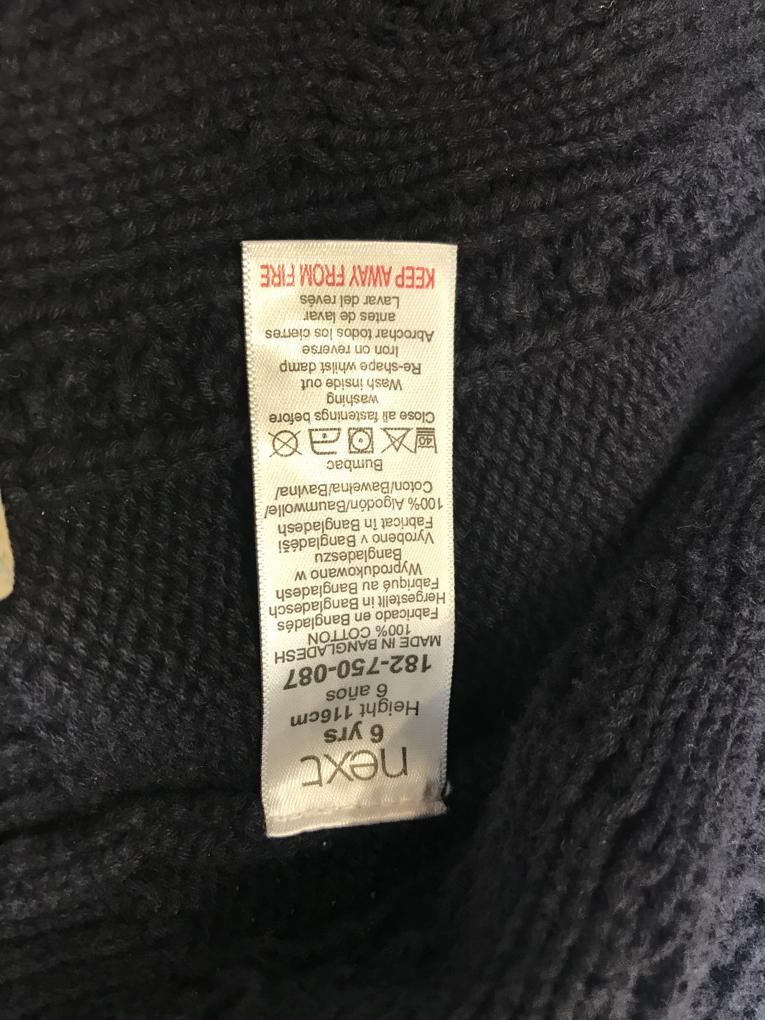 next
6 yrs
Height 116cm
6 años
182-750-087
MADE IN BANGLADESH
100% COTTON
Fabricado en Bangladés
Hergestellt in Bangladesch
Fabriqué au Bangladesh
Wyprodukowano w
Bangladeszu
Vyrobeno v Bangladéši
Fabricat în Bangladesh
100% Algodón/Baumwolle/
Coton/Bawełna/Bavlna/
Bumbac
40
Close all fastenings before
washing
Wash inside out
Re-shape whilst damp
Iron on reverse
Abrochar todos los cierres
antes de lavar
Lavar del revés
KEEP AWAY FROM FIRE